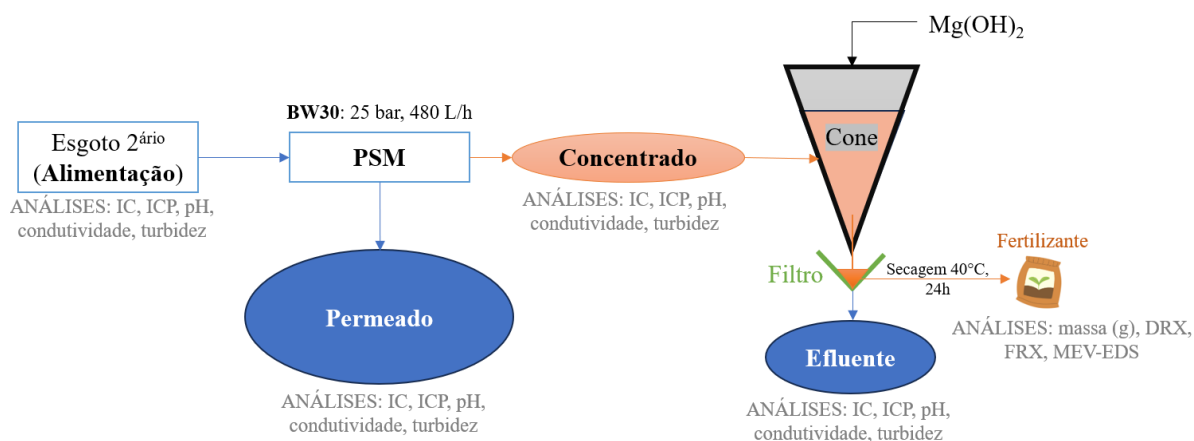 Mg(OH)₂
BW30: 25 bar, 480 L/h
Esgoto 2ário
(Alimentação)
PSM
Concentrado
Cone
ANÁLISES: IC, ICP, pH,
condutividade, turbidez
ANÁLISES: IC, ICP, pH,
condutividade, turbidez
Fertilizante
Filtro
Secagem 40°C,
24h
Permeado
ANÁLISES: massa (g), DRX,
FRX, MEV-EDS
Efluente
ANÁLISES: IC, ICP, pH,
condutividade, turbidez
ANÁLISES: IC, ICP, pH,
condutividade, turbidez